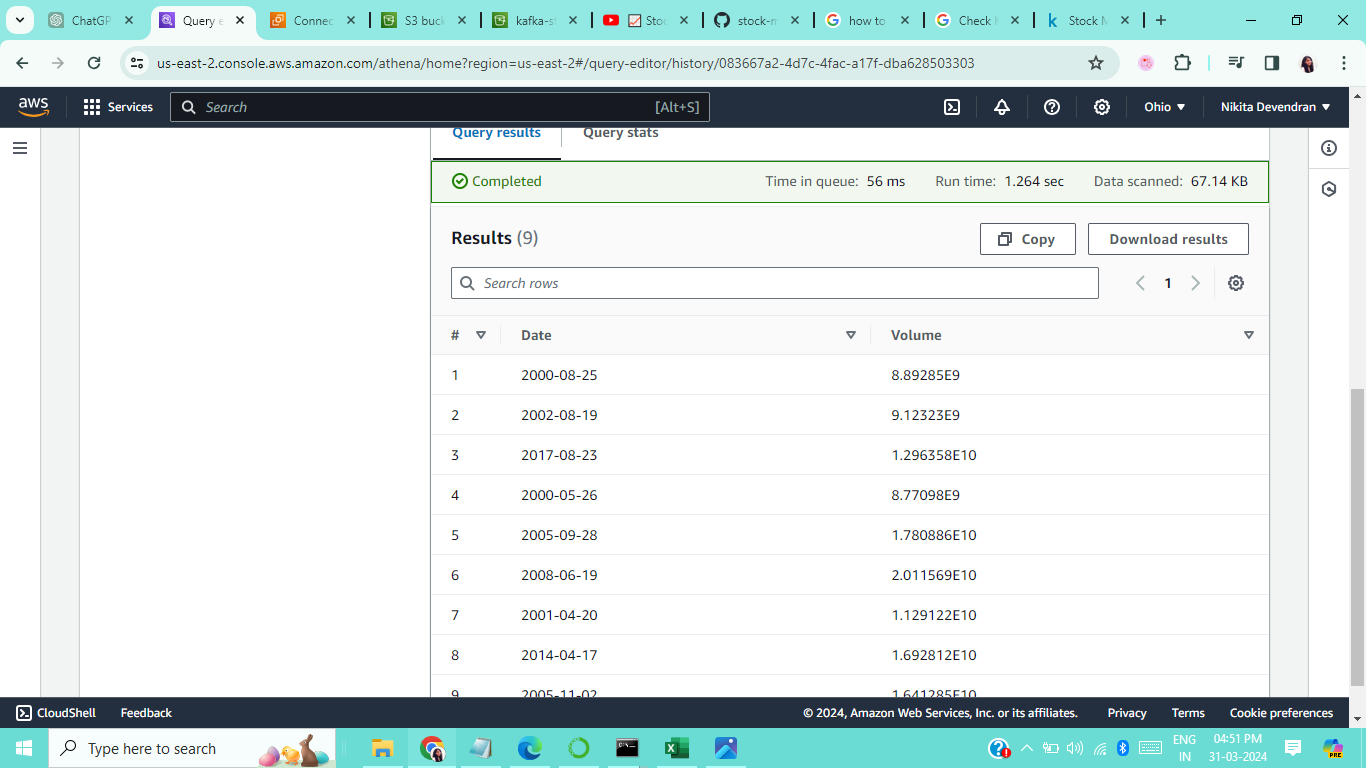 ChatGP
Query e
Connec
S3 buck
kafka-st
Stoc
stock-m
how to
Check
Stock M
us-east-2.console.aws.amazon.com/athena/home?region=us-east-2#/query-editor/history/083667a2-4d7c-4fac-a17f-dba628503303
aws Services Search [Alt+S] Ohio Nikita Devendran
Query results Query stats
Completed Time in queue: 56 ms Run time: 1.264 sec Data scanned: 67.14 KB
Results (9) Copy Download results
Search rows 1
# Date Volume
1 2000-08-25 8.89285E9
2 2002-08-19 9.12323E9
3 2017-08-23 1.296358E10
4 2000-05-26 8.77098E9
5 2005-09-28 1.780886E10
6 2008-06-19 2.011569E10
7 2001-04-20 1.129122E10
8 2014-04-17 1.692812E10
9 2005-11-02 1.641285E10
CloudShell Feedback © 2024, Amazon Web Services, Inc. or its affiliates. Privacy Terms Cookie preferences
Type here to search
ENG 04:51 PM
IN 31-03-2024
PRE